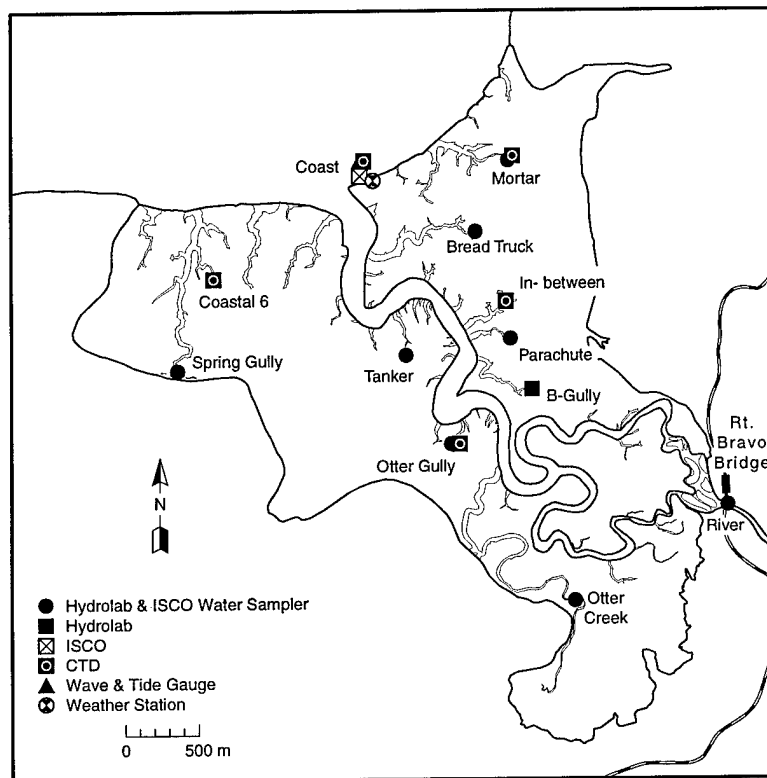 Coast
Mortar
Bread Truck
In- between
Coastal 6
Parachute
Spring Gully
Tanker
B-Gully
Rt.
Bravo
Bridge
Otter Gully
N
River
Hydrolab & ISCO Water Sampler
Hydrolab
ISCO
CTD
Wave & Tide Gauge
Weather Station
Otter
Creek
0 500 m